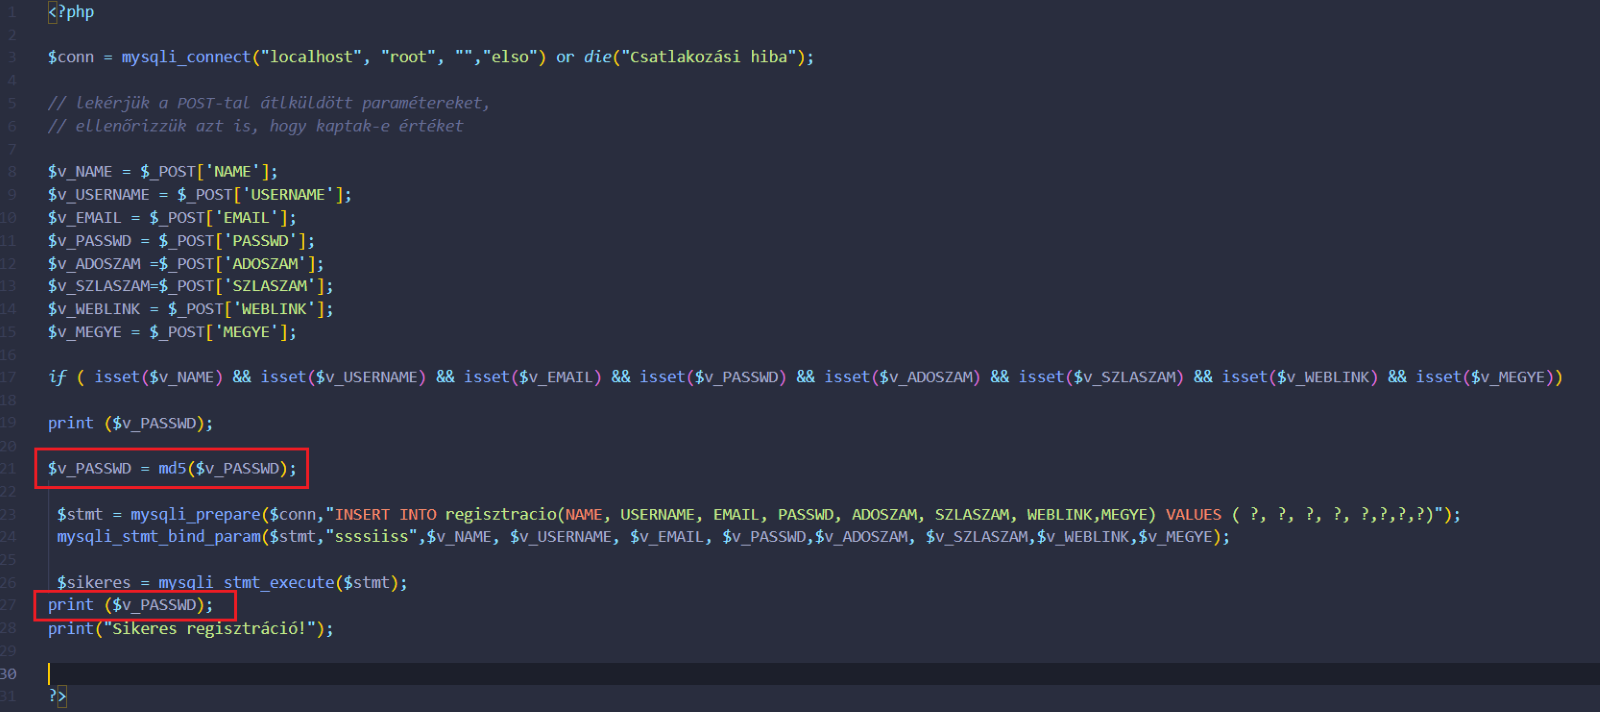 1 <?php
2
3 $conn = mysqli_connect("localhost", "root", "","elso") or die("Csatlakozási hiba");
4
5 // lekérjük a POST-tal átlküldött paramétereket,
6 // ellenőrizzük azt is, hogy kaptak-e értéket
7
8 $v_NAME = $_POST['NAME'];
9 $v_USERNAME = $_POST['USERNAME'];
10 $v_EMAIL = $_POST['EMAIL'];
11 $v_PASSWD = $_POST['PASSWD'];
12 $v_ADOSZAM =$_POST['ADOSZAM'];
13 $v_SZLASZAM=$_POST['SZLASZAM'];
14 $v_WEBLINK = $_POST['WEBLINK'];
15 $v_MEGYE = $_POST['MEGYE'];
16
17 if ( isset($v_NAME) && isset($v_USERNAME) && isset($v_EMAIL) && isset($v_PASSWD) && isset($v_ADOSZAM) && isset($v_SZLASZAM) && isset($v_WEBLINK) && isset($v_MEGYE))
18
19 print ($v_PASSWD);
20
21 $v_PASSWD = md5($v_PASSWD);
22
23 $stmt = mysqli_prepare($conn,"INSERT INTO regisztracio(NAME, USERNAME, EMAIL, PASSWD, ADOSZAM, SZLASZAM, WEBLINK,MEGYE) VALUES ( ?, ?, ?, ?, ?,?,?,?)");
24 mysqli_stmt_bind_param($stmt,"ssssiiss",$v_NAME, $v_USERNAME, $v_EMAIL, $v_PASSWD,$v_ADOSZAM, $v_SZLASZAM,$v_WEBLINK,$v_MEGYE);
25
26 $sikeres = mysqli_stmt_execute($stmt);
27 print ($v_PASSWD);
28 print("Sikeres regisztráció!");
29
30
31 ?>